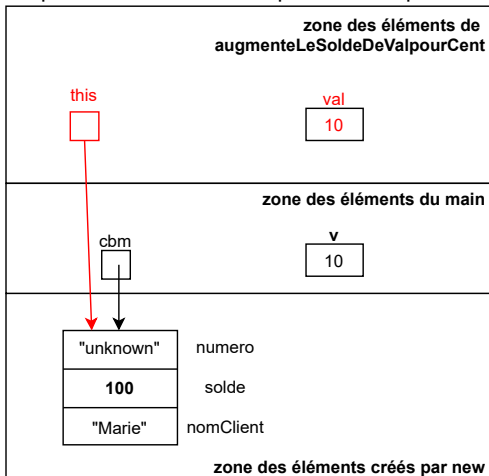 zone des éléments de
augmenteLeSoldeDeValpourCent
this
val
10
zone des éléments du main
cbm
v
10
"unknown" numero
100 solde
"Marie" nomClient
zone des éléments créés par new